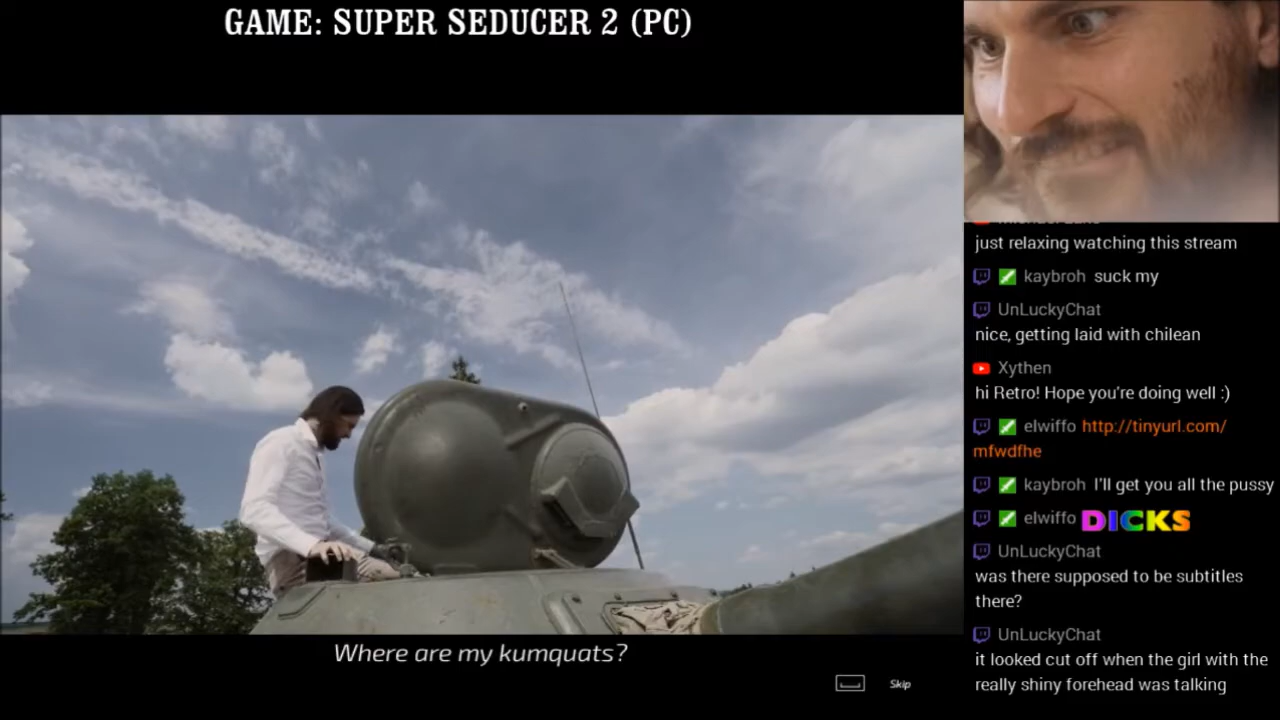 GAME: SUPER SEDUCER 2 (PC)
just relaxing watching this stream
kaybroh suck my
UnLuckyChat
nice, getting laid with chilean
Xythen
hi Retro! Hope you're doing well :)
elwiffo http://tinyurl.com/
mfwdfhe
kaybroh I'll get you all the pussy
elwiffo DICKS
UnLuckyChat
was there supposed to be subtitles
there?
UnLuckyChat
it looked cut off when the girl with the
really shiny forehead was talking
Where are my kumquats?
Skip